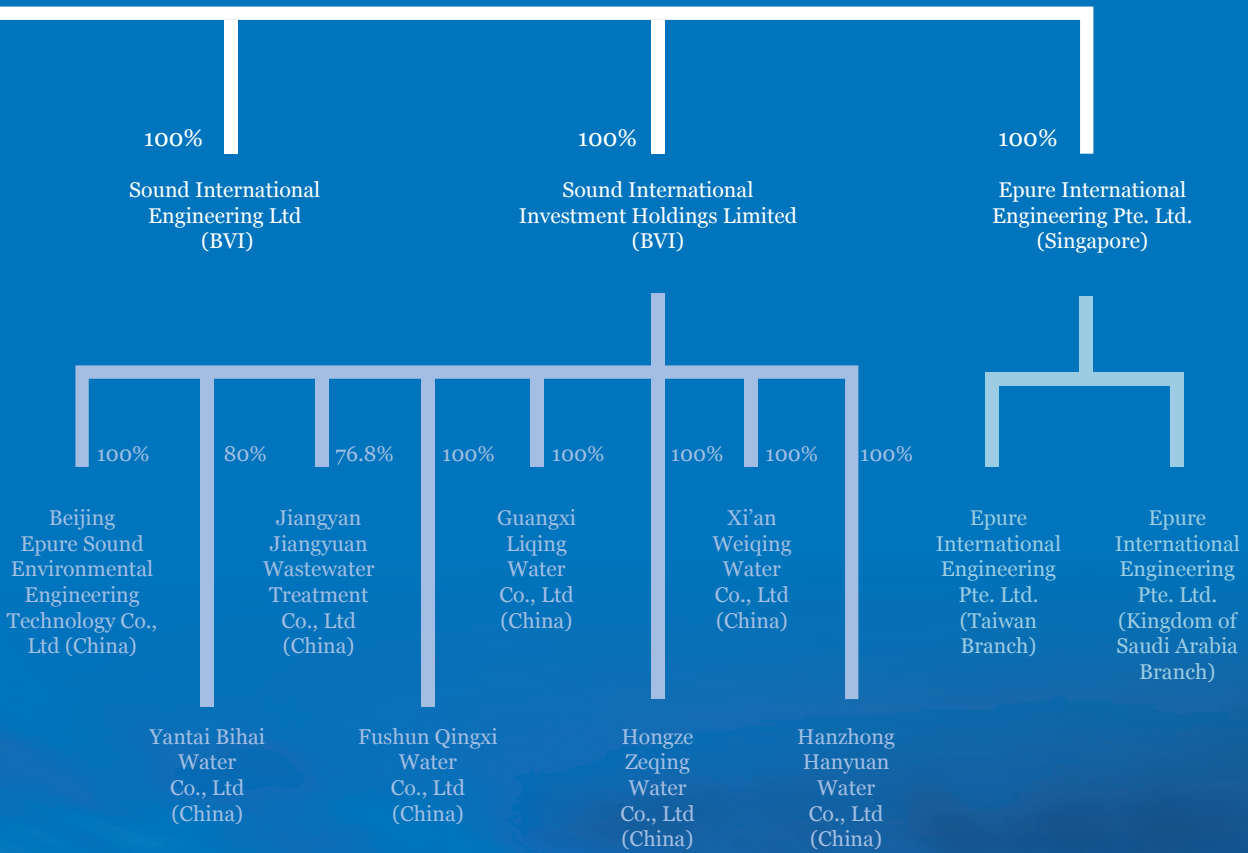 100%
Sound International
Engineering Ltd
(BVI)
100%
Sound International
Investment Holdings Limited
(BVI)
100%
Epure International
Engineering Pte. Ltd.
(Singapore)
100%
Beijing
Epure Sound
Environmental
Engineering
Technology Co.,
Ltd (China)
80%
Yantai Bihai
Water
Co., Ltd
(China)
76.8%
Jiangyan
Jiangyuan
Wastewater
Treatment
Co., Ltd
(China)
100%
Fushun Qingxi
Water
Co., Ltd
(China)
100%
Guangxi
Liqing
Water
Co., Ltd
(China)
100%
Hongze
Zeqing
Water
Co., Ltd
(China)
100%
Xi’an
Weiqing
Water
Co., Ltd
(China)
100%
Hanzhong
Hanyuan
Water
Co., Ltd
(China)
Epure
International
Engineering
Pte. Ltd.
(Taiwan
Branch)
Epure
International
Engineering
Pte. Ltd.
(Kingdom of
Saudi Arabia
Branch)